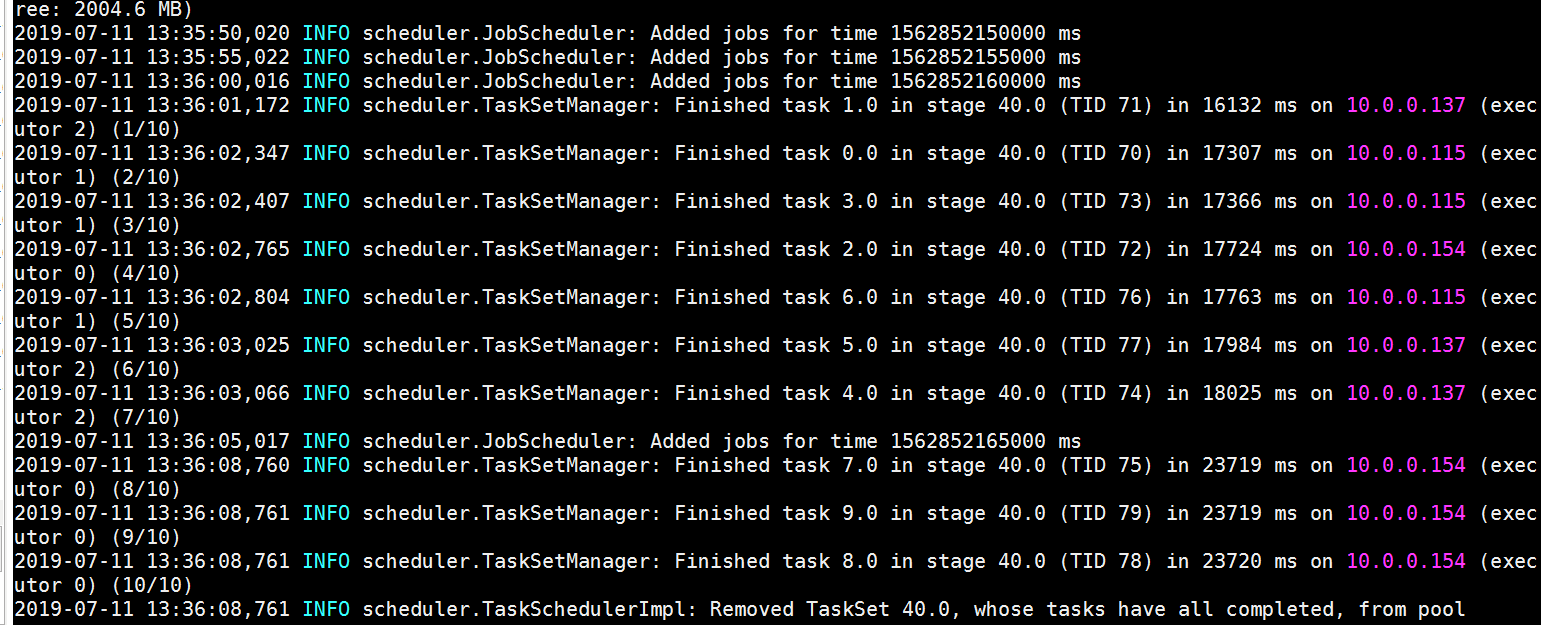 ree: 2004.6 MB)
2019-07-11 13:35:50,020 INFO scheduler.JobScheduler: Added jobs for time 1562852150000 ms
2019-07-11 13:35:55,022 INFO scheduler.JobScheduler: Added jobs for time 1562852155000 ms
2019-07-11 13:36:00,016 INFO scheduler.JobScheduler: Added jobs for time 1562852160000 ms
2019-07-11 13:36:01,172 INFO scheduler.TaskSetManager: Finished task 1.0 in stage 40.0 (TID 71) in 16132 ms on 10.0.0.137 (exec
utor 2) (1/10)
2019-07-11 13:36:02,347 INFO scheduler.TaskSetManager: Finished task 0.0 in stage 40.0 (TID 70) in 17307 ms on 10.0.0.115 (exec
utor 1) (2/10)
2019-07-11 13:36:02,407 INFO scheduler.TaskSetManager: Finished task 3.0 in stage 40.0 (TID 73) in 17366 ms on 10.0.0.115 (exec
utor 1) (3/10)
2019-07-11 13:36:02,765 INFO scheduler.TaskSetManager: Finished task 2.0 in stage 40.0 (TID 72) in 17724 ms on 10.0.0.154 (exec
utor 0) (4/10)
2019-07-11 13:36:02,804 INFO scheduler.TaskSetManager: Finished task 6.0 in stage 40.0 (TID 76) in 17763 ms on 10.0.0.115 (exec
utor 1) (5/10)
2019-07-11 13:36:03,025 INFO scheduler.TaskSetManager: Finished task 5.0 in stage 40.0 (TID 77) in 17984 ms on 10.0.0.137 (exec
utor 2) (6/10)
2019-07-11 13:36:03,066 INFO scheduler.TaskSetManager: Finished task 4.0 in stage 40.0 (TID 74) in 18025 ms on 10.0.0.137 (exec
utor 2) (7/10)
2019-07-11 13:36:05,017 INFO scheduler.JobScheduler: Added jobs for time 1562852165000 ms
2019-07-11 13:36:08,760 INFO scheduler.TaskSetManager: Finished task 7.0 in stage 40.0 (TID 75) in 23719 ms on 10.0.0.154 (exec
utor 0) (8/10)
2019-07-11 13:36:08,761 INFO scheduler.TaskSetManager: Finished task 9.0 in stage 40.0 (TID 79) in 23719 ms on 10.0.0.154 (exec
utor 0) (9/10)
2019-07-11 13:36:08,761 INFO scheduler.TaskSetManager: Finished task 8.0 in stage 40.0 (TID 78) in 23720 ms on 10.0.0.154 (exec
utor 0) (10/10)
2019-07-11 13:36:08,761 INFO scheduler.TaskSchedulerImpl: Removed TaskSet 40.0, whose tasks have all completed, from pool